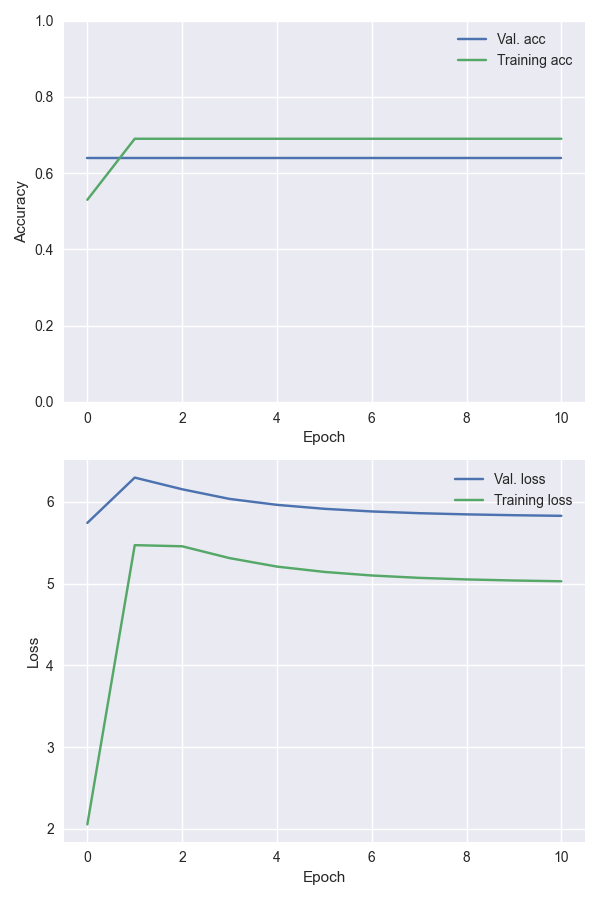 1.0
Val. acc
Training acc
0.8
0.6
0.4
0.2
0.0
Accuracy
0 2 4 6 8 10
Epoch
Val. loss
Training loss
6
5
4
3
2
Loss
0 2 4 6 8 10
Epoch